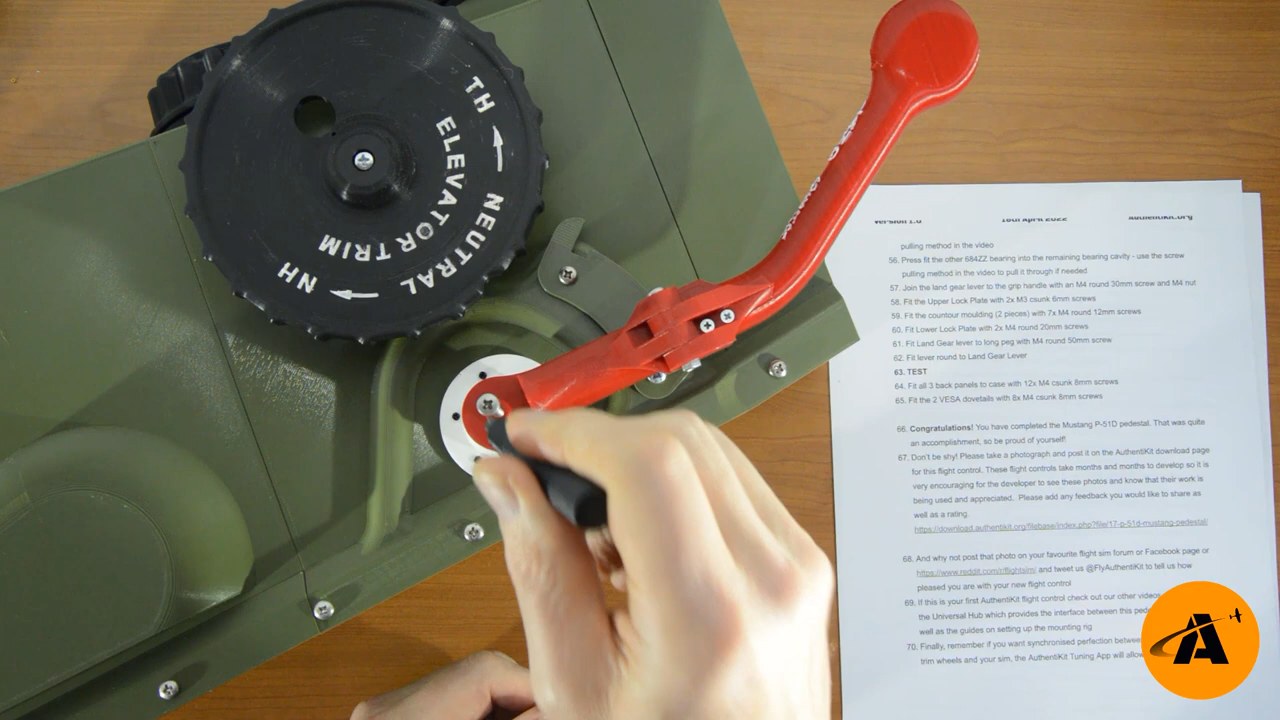 TH
ELEVATOR TRIM
NEUTRAL
NH
AuthentiKit.org
pulling method in the video
56. Press fit the other 684ZZ bearing into the remaining bearing cavity - use the screw
pulling method in the video to pull it through if needed
57. Join the land gear lever to the grip handle with an M4 round 30mm screw and M4 nut
58. Fit the Upper Lock Plate with 2x M3 csunk 6mm screws
59. Fit the countour moulding (2 pieces) with 7x M4 round 12mm screws
60. Fit Lower Lock Plate with 2x M4 round 20mm screws
61. Fit Land Gear lever to long peg with M4 round 50mm screw
62. Fit lever round to Land Gear Lever
63. TEST
64. Fit all 3 back panels to case with 12x M4 csunk 8mm screws
65. Fit the 2 VESA dovetails with 8x M4 csunk 8mm screws
66. Congratulations! You have completed the Mustang P-51D pedestal. That was quite
an accomplishment, so be proud of yourself!
67. Don't be shy! Please take a photograph and post it on the AuthentiKit download page
for this flight control. These flight controls take months and months to develop so it is
very encouraging for the developer to see these photos and know that their work is
being used and appreciated. Please add any feedback you would like to share as
well as a rating.
https://download.authentikit.org/filebase/index.php?file/17-p-51d-mustang-pedestal/
68. And why not post that photo on your favourite flight sim forum or Facebook page or
https://www.reddit.com/r/flightsim/ and tweet us @FlyAuthentiKit to tell us how
pleased you are with your new flight control
69. If this is your first AuthentiKit flight control check out our other videos
the Universal Hub which provides the interface between this
well as the guides on setting up the mounting rig
70. Finally, remember if you want synchronised perfection
trim wheels and your sim, the AuthentiKit Tuning App will
A